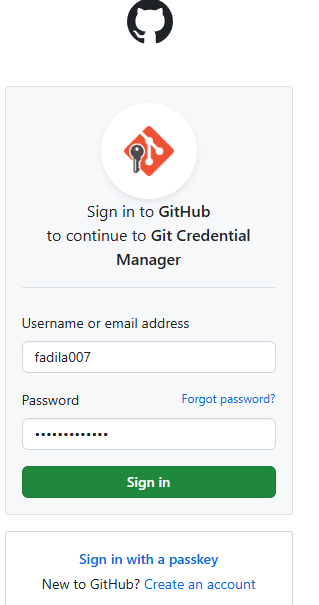 Sign in to GitHub
to continue to Git Credential
Manager
Username or email address
fadila007
Password Forgot password?
•••••••••••••
Sign in
Sign in with a passkey
New to GitHub? Create an account